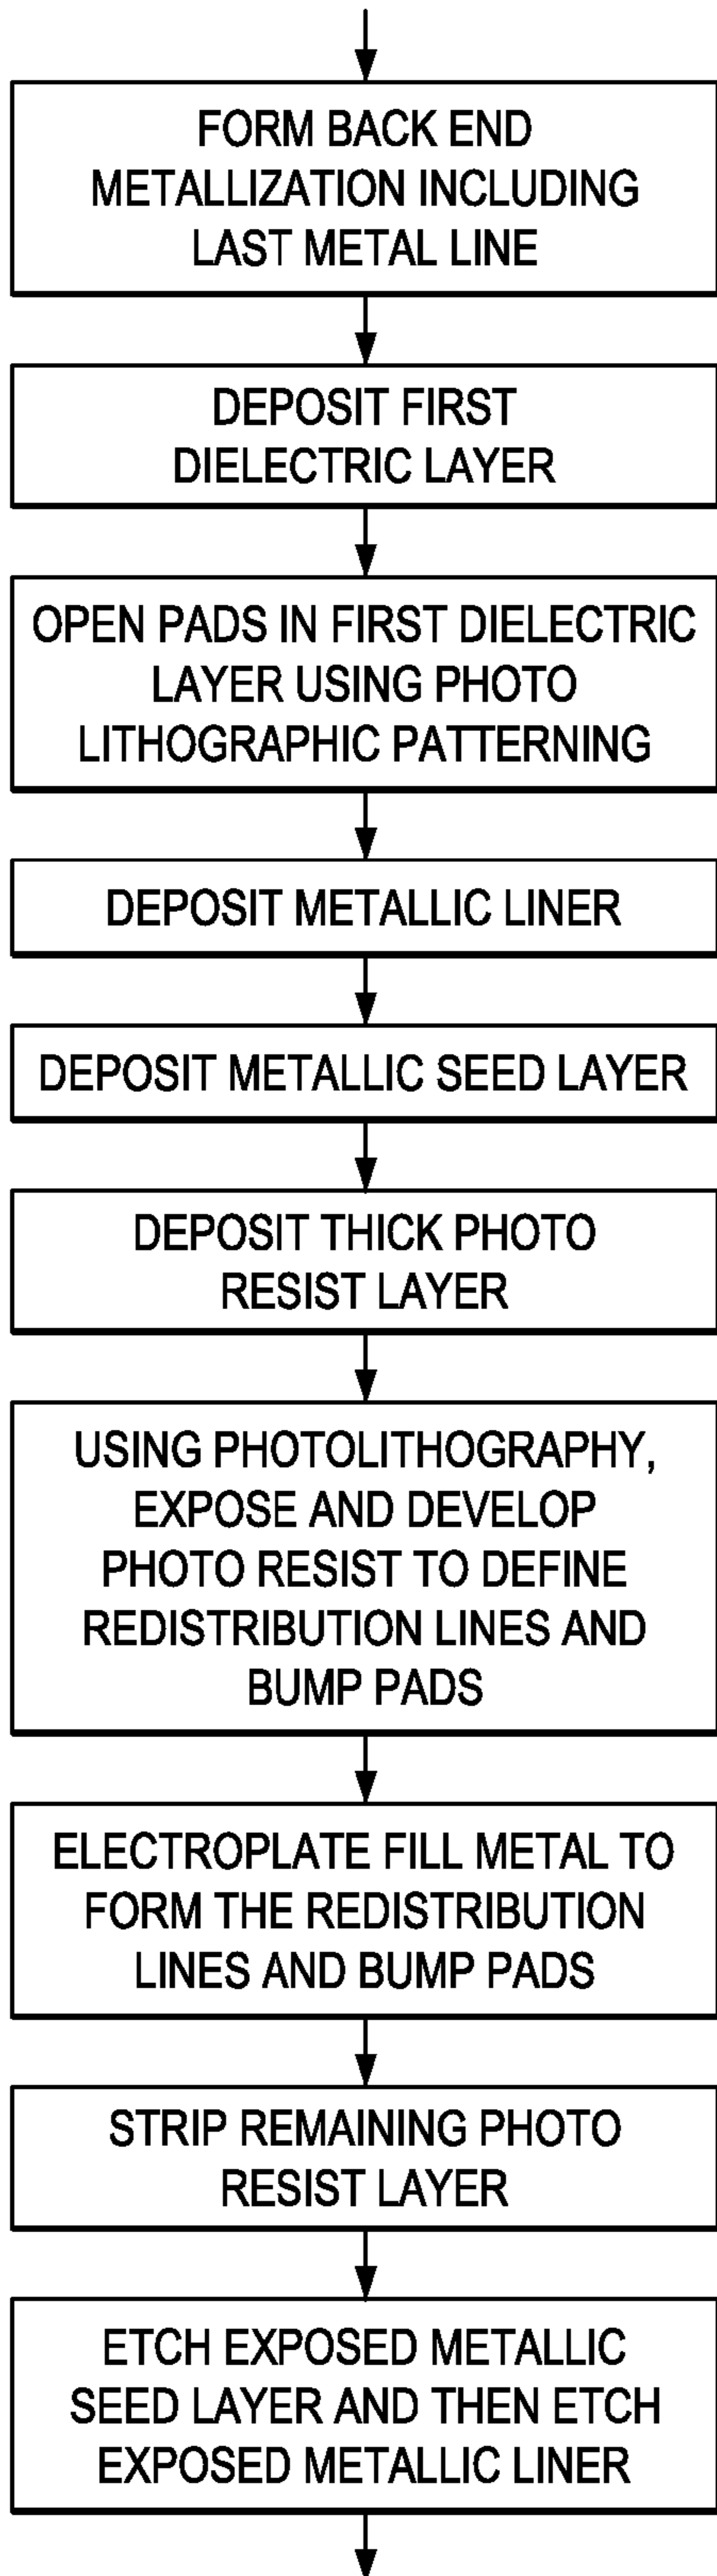 FORM BACK END
METALLIZATION INCLUDING
LAST METAL LINE
DEPOSIT FIRST
DIELECTRIC LAYER
OPEN PADS IN FIRST DIELECTRIC
LAYER USING PHOTO
LITHOGRAPHIC PATTERNING
DEPOSIT METALLIC LINER
DEPOSIT METALLIC SEED LAYER
DEPOSIT THICK PHOTO
RESIST LAYER
USING PHOTOLITHOGRAPHY,
EXPOSE AND DEVELOP
PHOTO RESIST TO DEFINE
REDISTRIBUTION LINES AND
BUMP PADS
ELECTROPLATE FILL METAL TO
FORM THE REDISTRIBUTION
LINES AND BUMP PADS
STRIP REMAINING PHOTO
RESIST LAYER
ETCH EXPOSED METALLIC
SEED LAYER AND THEN ETCH
EXPOSED METALLIC LINER